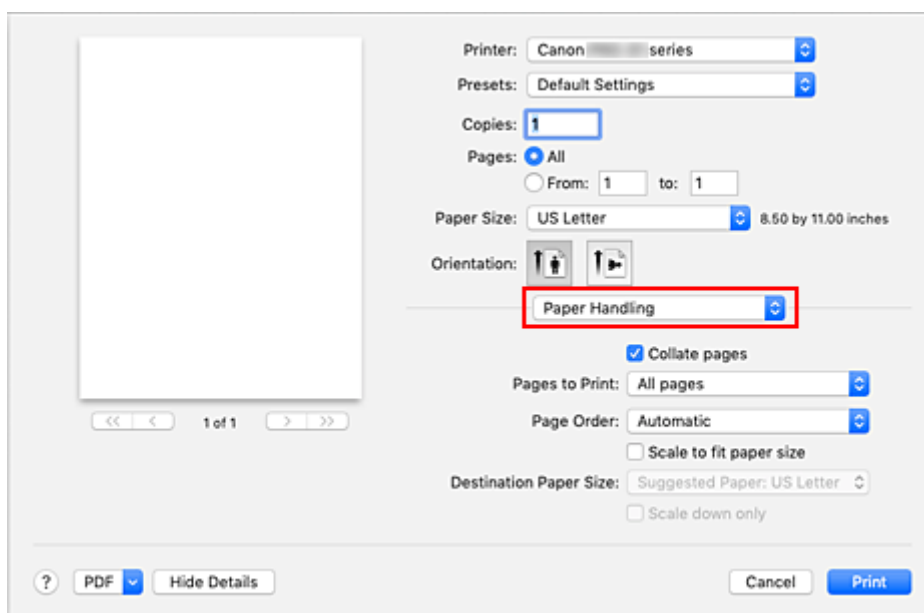 Printer: Canon series
Presets: Default Settings
Copies: 1
Pages: All
From: 1 to: 1
Paper Size: US Letter 8.50 by 11.00 inches
Orientation:
Paper Handling
Collate pages
Pages to Print: All pages
<< < 1 of 1 > >>
Page Order: Automatic
Scale to fit paper size
Destination Paper Size: Suggested Paper: US Letter
Scale down only
? PDF Hide Details Cancel Print